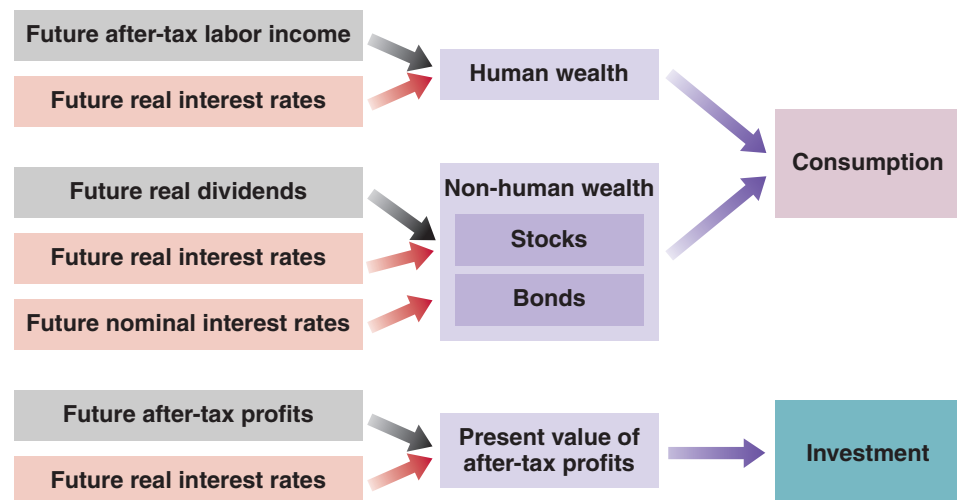 Future after-tax labor income
Future real interest rates
Human wealth
Future real dividends
Future real interest rates
Future nominal interest rates
Non-human wealth
Stocks
Bonds
Consumption
Future after-tax profits
Future real interest rates
Present value of
after-tax profits
Investment